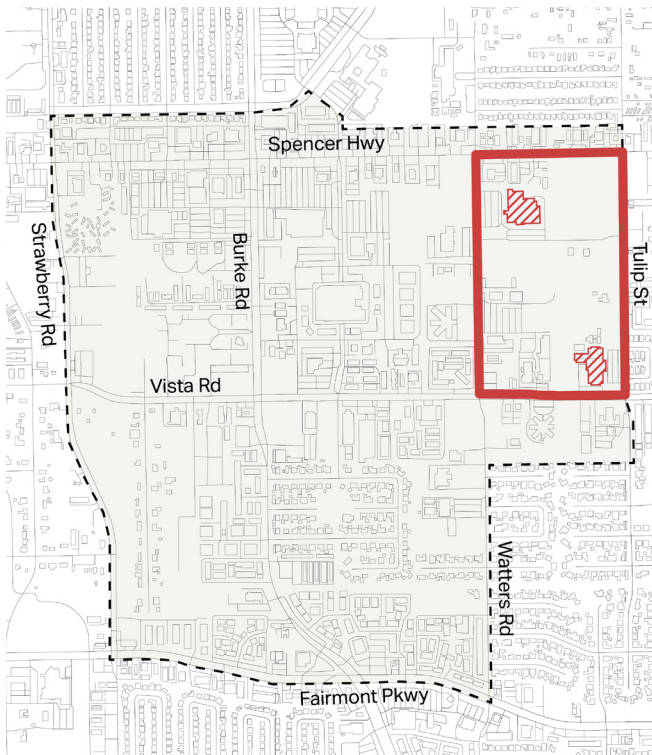 Spencer Hwy
Strawberry Rd
Burke Rd
Tulip St
Vista Rd
Watters Rd
Fairmont Pkwy